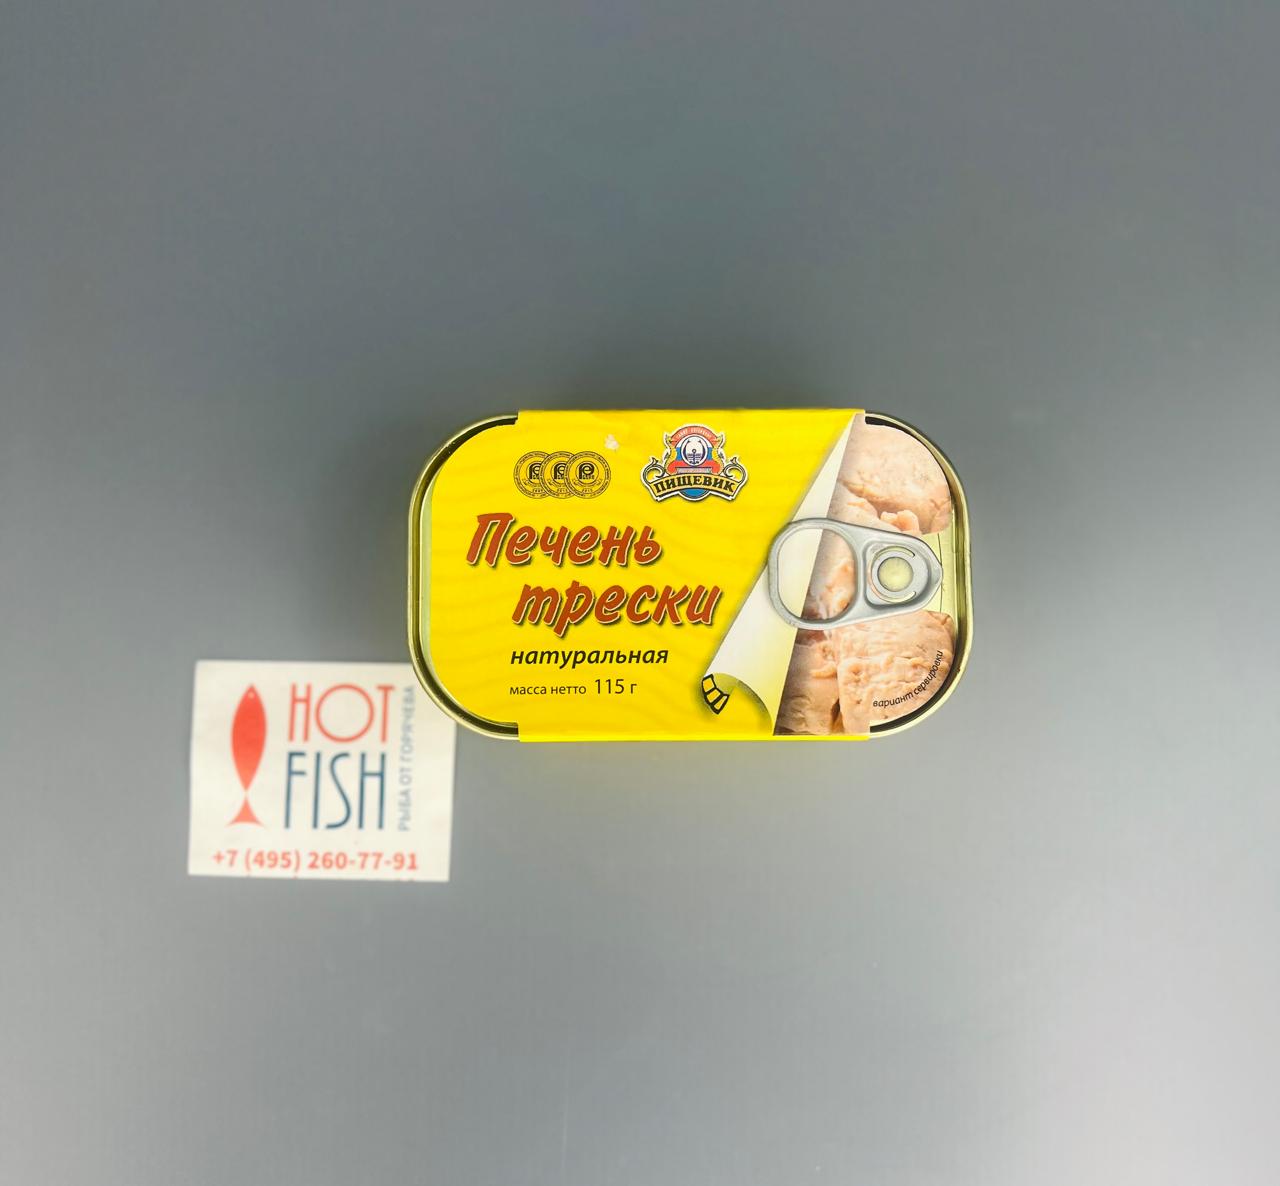 ПИЩЕВИК
Печень
трески
натуральная
масса нетто 115 г
вариант сервировки
HOT
FISH
РЫБА ОТ ГОРЯЧЕВА
+7 (495) 260-77-91